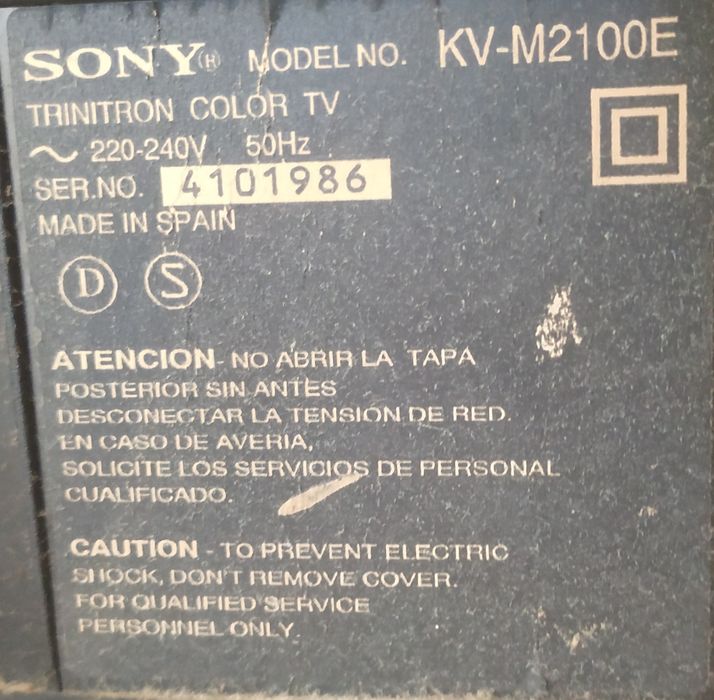 SONY (H) MODEL NO. KV-M2100E
TRINITRON COLOR TV
~ 220-240V 50Hz
SER.NO. 4101986
MADE IN SPAIN
D S
ATENCION - NO ABRIR LA TAPA
POSTERIOR SIN ANTES
DESCONECTAR LA TENSION DE RED.
EN CASO DE AVERIA,
SOLICITE LOS SERVICIOS DE PERSONAL
CUALIFICADO.
CAUTION - TO PREVENT ELECTRIC
SHOCK, DON'T REMOVE COVER.
FOR QUALIFIED SERVICE
PERSONNEL ONLY.